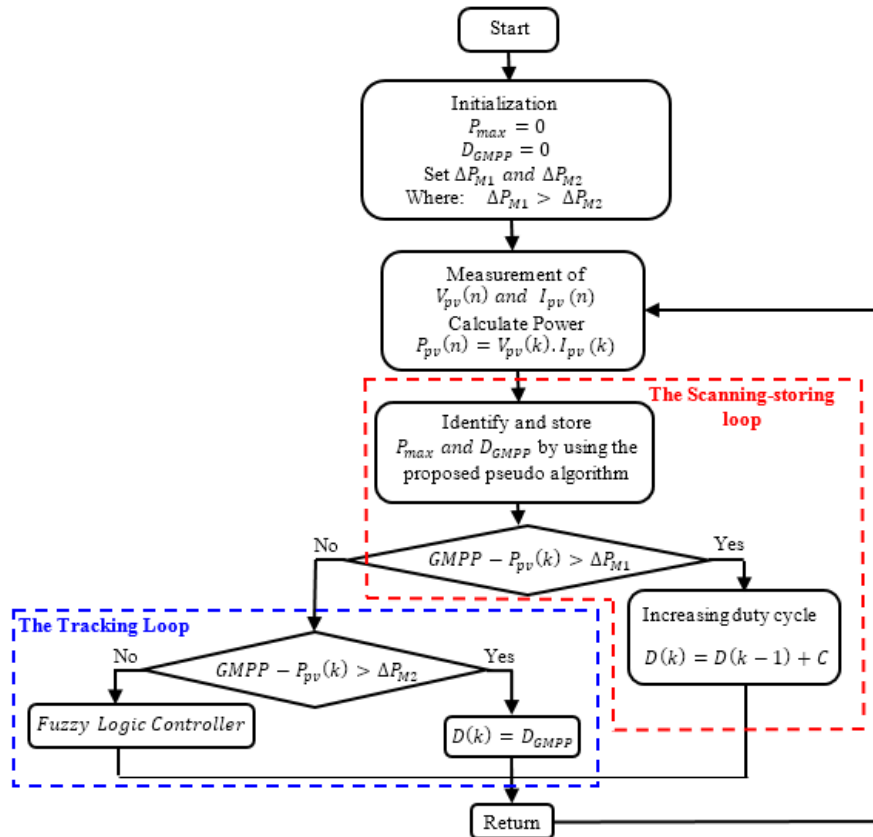 Start
Initialization
P_max = 0
D_GMPP = 0
Set ΔP_M1 and ΔP_M2
Where: ΔP_M1 > ΔP_M2
Measurement of
V_pv(n) and I_pv(n)
Calculate Power
P_pv(n) = V_pv(k).I_pv(k)
The Scanning-storing
loop
Identify and store
P_max and D_GMPP by using the
proposed pseudo algorithm
No
GMPP − P_pv(k) > ΔP_M1
Yes
Increasing duty cycle
D(k) = D(k − 1) + C
The Tracking Loop
No
GMPP − P_pv(k) > ΔP_M2
Yes
Fuzzy Logic Controller
D(k) = D_GMPP
Return